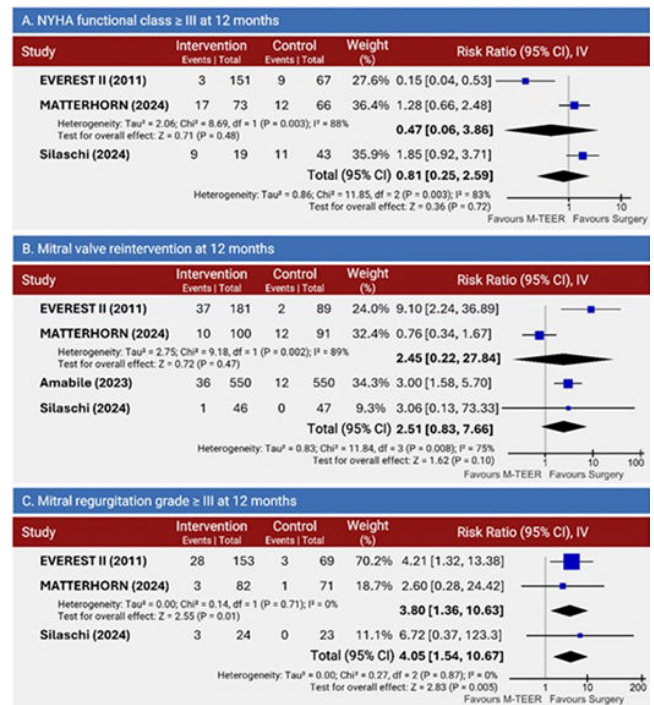 A. NYHA functional class ≥ III at 12 months
Study Intervention Control Weight Risk Ratio (95% CI), IV
Events | Total Events | Total (%)
EVEREST II (2011) 3 151 9 67 27.6% 0.15 [0.04, 0.53]
MATTERHORN (2024) 17 73 12 66 36.4% 1.28 [0.66, 2.48]
Heterogeneity: Tau² = 2.06; Chi² = 8.69, df = 1 (P = 0.003); I² = 88% 0.47 [0.06, 3.86]
Test for overall effect: Z = 0.71 (P = 0.48)
Silaschi (2024) 9 19 11 43 35.9% 1.85 [0.92, 3.71]
Total (95% CI) 0.81 [0.25, 2.59]
Heterogeneity: Tau² = 0.86; Chi² = 11.85, df = 2 (P = 0.003); I² = 83%
Test for overall effect: Z = 0.36 (P = 0.72)
1 10
Favours M-TEER Favours Surgery
B. Mitral valve reintervention at 12 months
Study Intervention Control Weight Risk Ratio (95% CI), IV
Events | Total Events | Total (%)
EVEREST II (2011) 37 181 2 89 24.0% 9.10 [2.24, 36.89]
MATTERHORN (2024) 10 100 12 91 32.4% 0.76 [0.34, 1.67]
Heterogeneity: Tau² = 2.75; Chi² = 9.18, df = 1 (P = 0.002); I² = 89% 2.45 [0.22, 27.84]
Test for overall effect: Z = 0.72 (P = 0.47)
Amabile (2023) 36 550 12 550 34.3% 3.00 [1.58, 5.70]
Silaschi (2024) 1 46 0 47 9.3% 3.06 [0.13, 73.33]
Total (95% CI) 2.51 [0.83, 7.66]
Heterogeneity: Tau² = 0.83; Chi² = 11.84, df = 3 (P = 0.008); I² = 75%
Test for overall effect: Z = 1.62 (P = 0.10)
1 10 100
Favours M-TEER Favours Surgery
C. Mitral regurgitation grade ≥ III at 12 months
Study Intervention Control Weight Risk Ratio (95% CI), IV
Events | Total Events | Total (%)
EVEREST II (2011) 28 153 3 69 70.2% 4.21 [1.32, 13.38]
MATTERHORN (2024) 3 82 1 71 18.7% 2.60 [0.28, 24.42]
Heterogeneity: Tau² = 0.00; Chi² = 0.14, df = 1 (P = 0.71); I² = 0% 3.80 [1.36, 10.63]
Test for overall effect: Z = 2.55 (P = 0.01)
Silaschi (2024) 3 24 0 23 11.1% 6.72 [0.37, 123.3]
Total (95% CI) 4.05 [1.54, 10.67]
Heterogeneity: Tau² = 0.00; Chi² = 0.27, df = 2 (P = 0.87); I² = 0%
Test for overall effect: Z = 2.83 (P = 0.005)
1 10 200
Favours M-TEER Favours Surgery